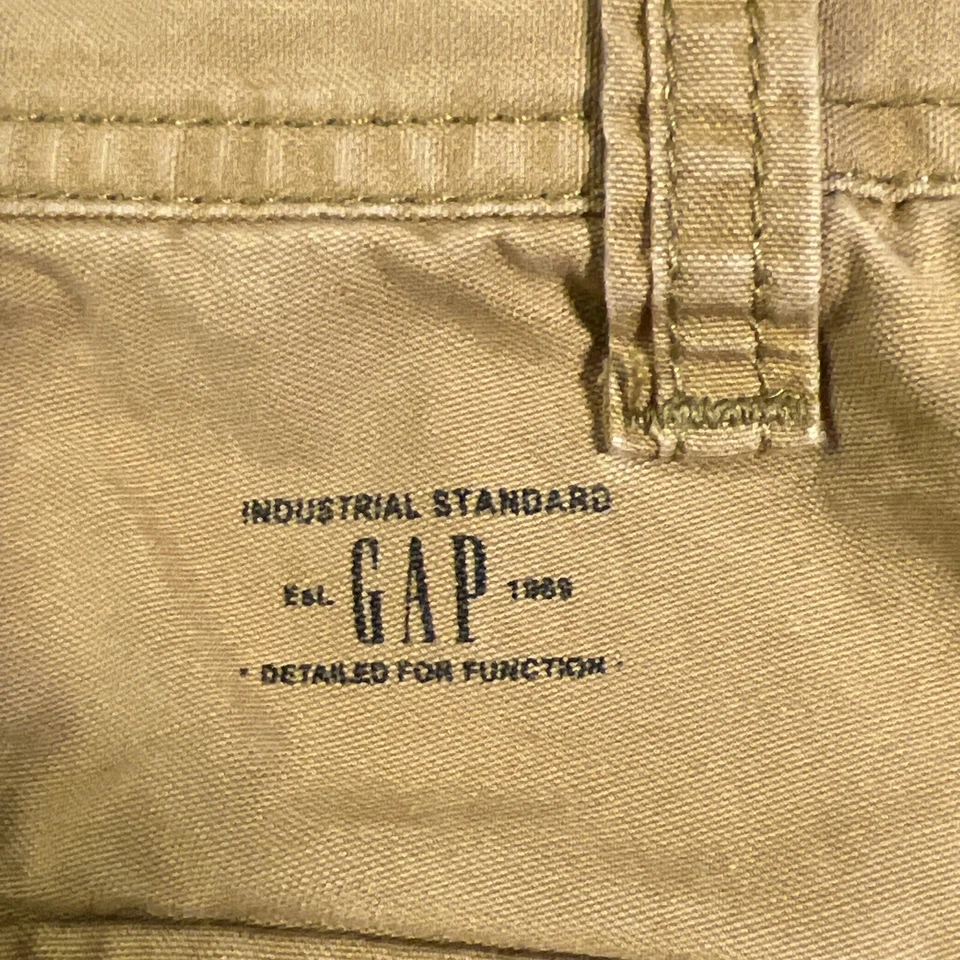 INDUSTRIAL STANDARD
Est. GAP 1969
· DETAILED FOR FUNCTION ·